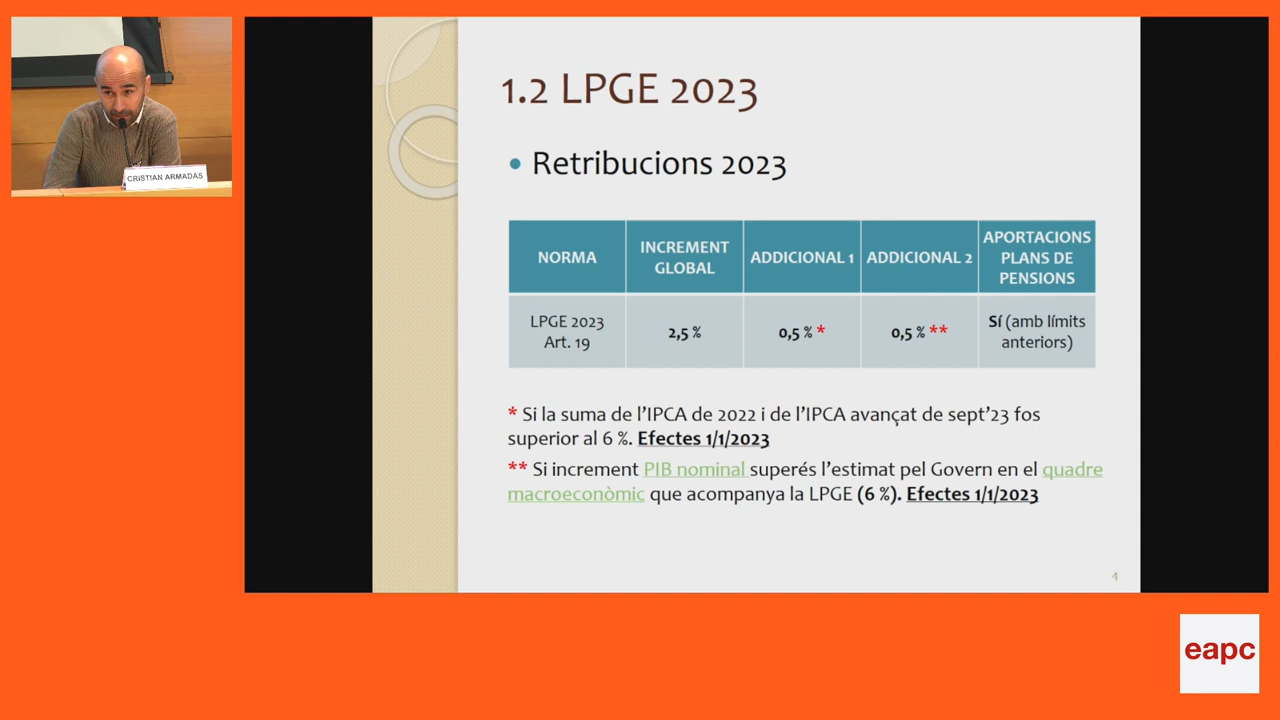 CRISTIAN ARMADAS
1.2 LPGE 2023
• Retribucions 2023
NORMA
INCREMENT
GLOBAL
ADDICIONAL 1
ADDICIONAL 2
APORTACIONS
PLANS DE
PENSIONS
LPGE 2023
Art. 19
2,5 %
0,5 % *
0,5 % **
Sí (amb límits
anteriors)
* Si la suma de l’IPCA de 2022 i de l’IPCA avançat de sept’23 fos
superior al 6 %. Efectes 1/1/2023
** Si increment PIB nominal superés l’estimat pel Govern en el quadre
macroeconòmic que acompanya la LPGE (6 %). Efectes 1/1/2023
4
eapc